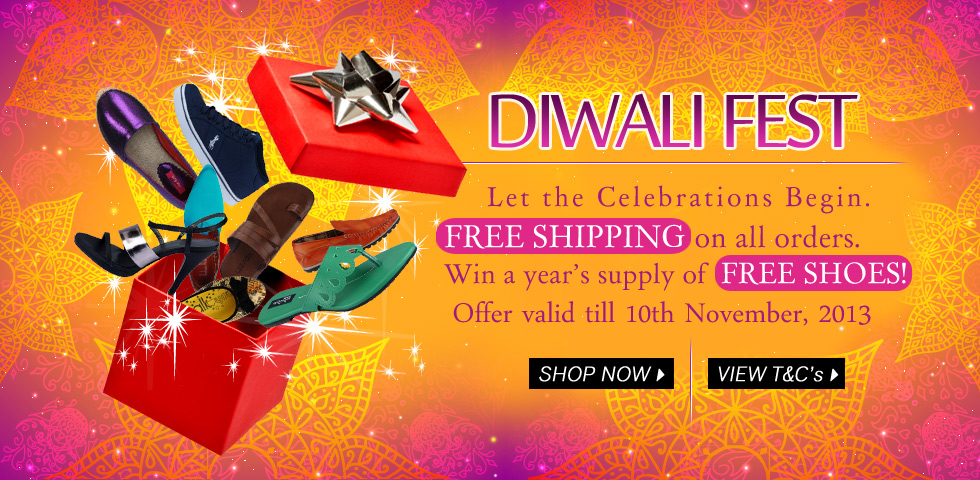 DIWALI FEST
Let the Celebrations Begin.
FREE SHIPPING on all orders.
Win a year's supply of FREE SHOES!
Offer valid till 10th November, 2013
SHOP NOW
VIEW T&C's